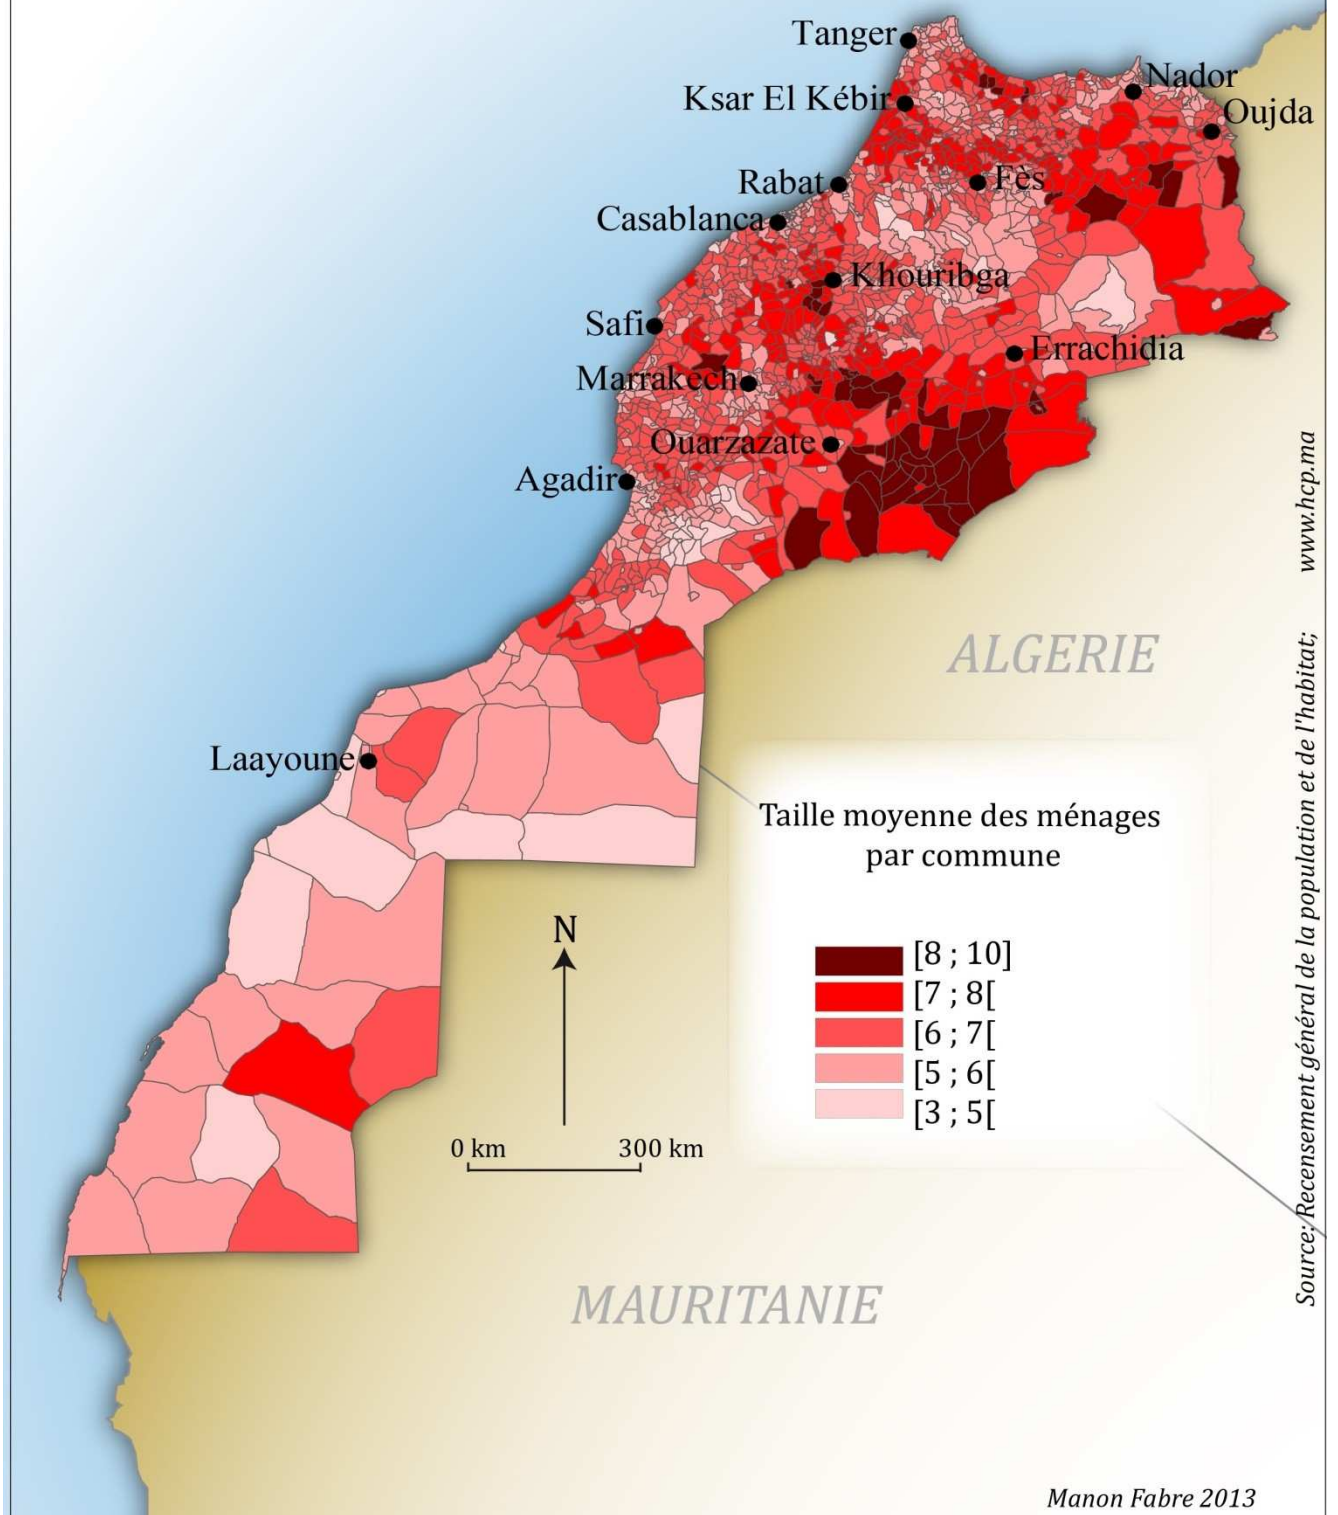 Tanger
Nador
Ksar El Kébir
Oujda
Rabat
Fès
Casablanca
Khouribga
Safi
Errachidia
Marrakech
Ouarzazate
Agadir
ALGERIE
Laayoune
Taille moyenne des ménages
par commune
[8 ; 10]
[7 ; 8[
[6 ; 7[
[5 ; 6[
[3 ; 5[
N
0 km 300 km
MAURITANIE
Source: Recensement général de la population et de l'habitat; www.hcp.ma
Manon Fabre 2013